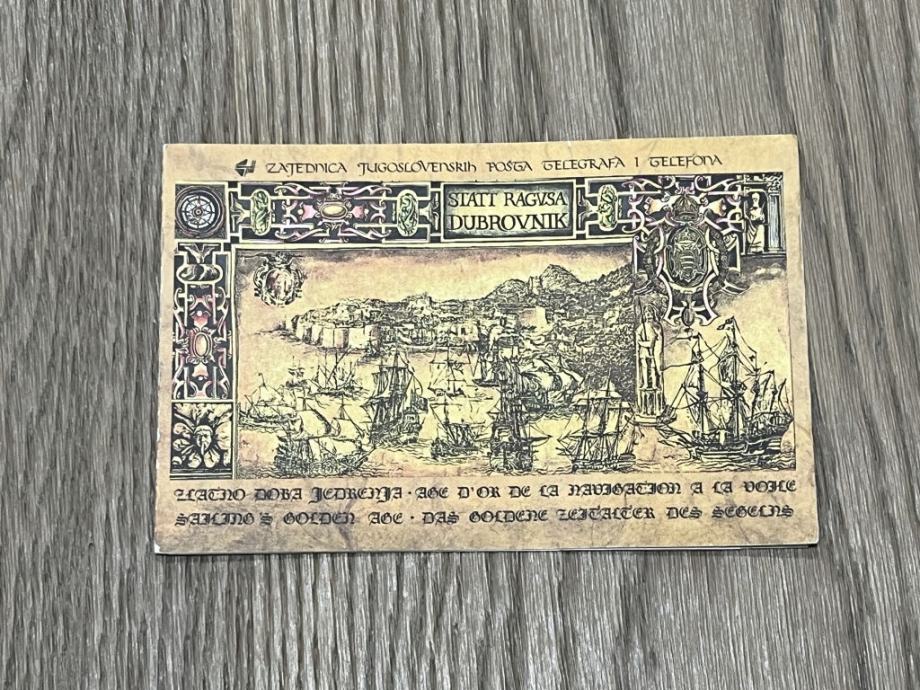 ZAJEDNICA JUGOSLOVENSKIH POŠTA TELEGRAFA I TELEFONA
STATT RAGVSA
DUBROVNIK
ZLATNO DOBA JEDRENJA · AGE D'OR DE LA NAVIGATION A LA VOILE
SAILING'S GOLDEN AGE · DAS GOLDENE ZEITALTER DES SEGELNS